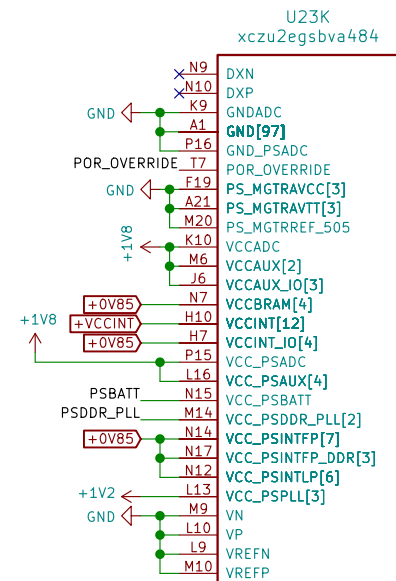 U23K
xczu2egsbva484
N9 DXN
N10 DXP
GND K9 GNDADC
A1 GND[97]
P16 GND_PSADC
POR_OVERRIDE T7 POR_OVERRIDE
GND F19 PS_MGTRAVCC[3]
A21 PS_MGTRAVTT[3]
M20 PS_MGTRREF_505
+1V8 K10 VCCADC
M6 VCCAUX[2]
J6 VCCAUX_IO[3]
+0V85 N7 VCCBRAM[4]
+1V8 +VCCINT H10 VCCINT[12]
+0V85 H7 VCCINT_IO[4]
P15 VCC_PSADC
L16 VCC_PSAUX[4]
PSBATT N15 VCC_PSBATT
PSDDR_PLL M14 VCC_PSDDR_PLL[2]
+0V85 N14 VCC_PSINTFP[7]
N17 VCC_PSINTFP_DDR[3]
N12 VCC_PSINTLP[6]
+1V2 L13 VCC_PSPLL[3]
GND M9 VN
L10 VP
L9 VREFN
M10 VREFP